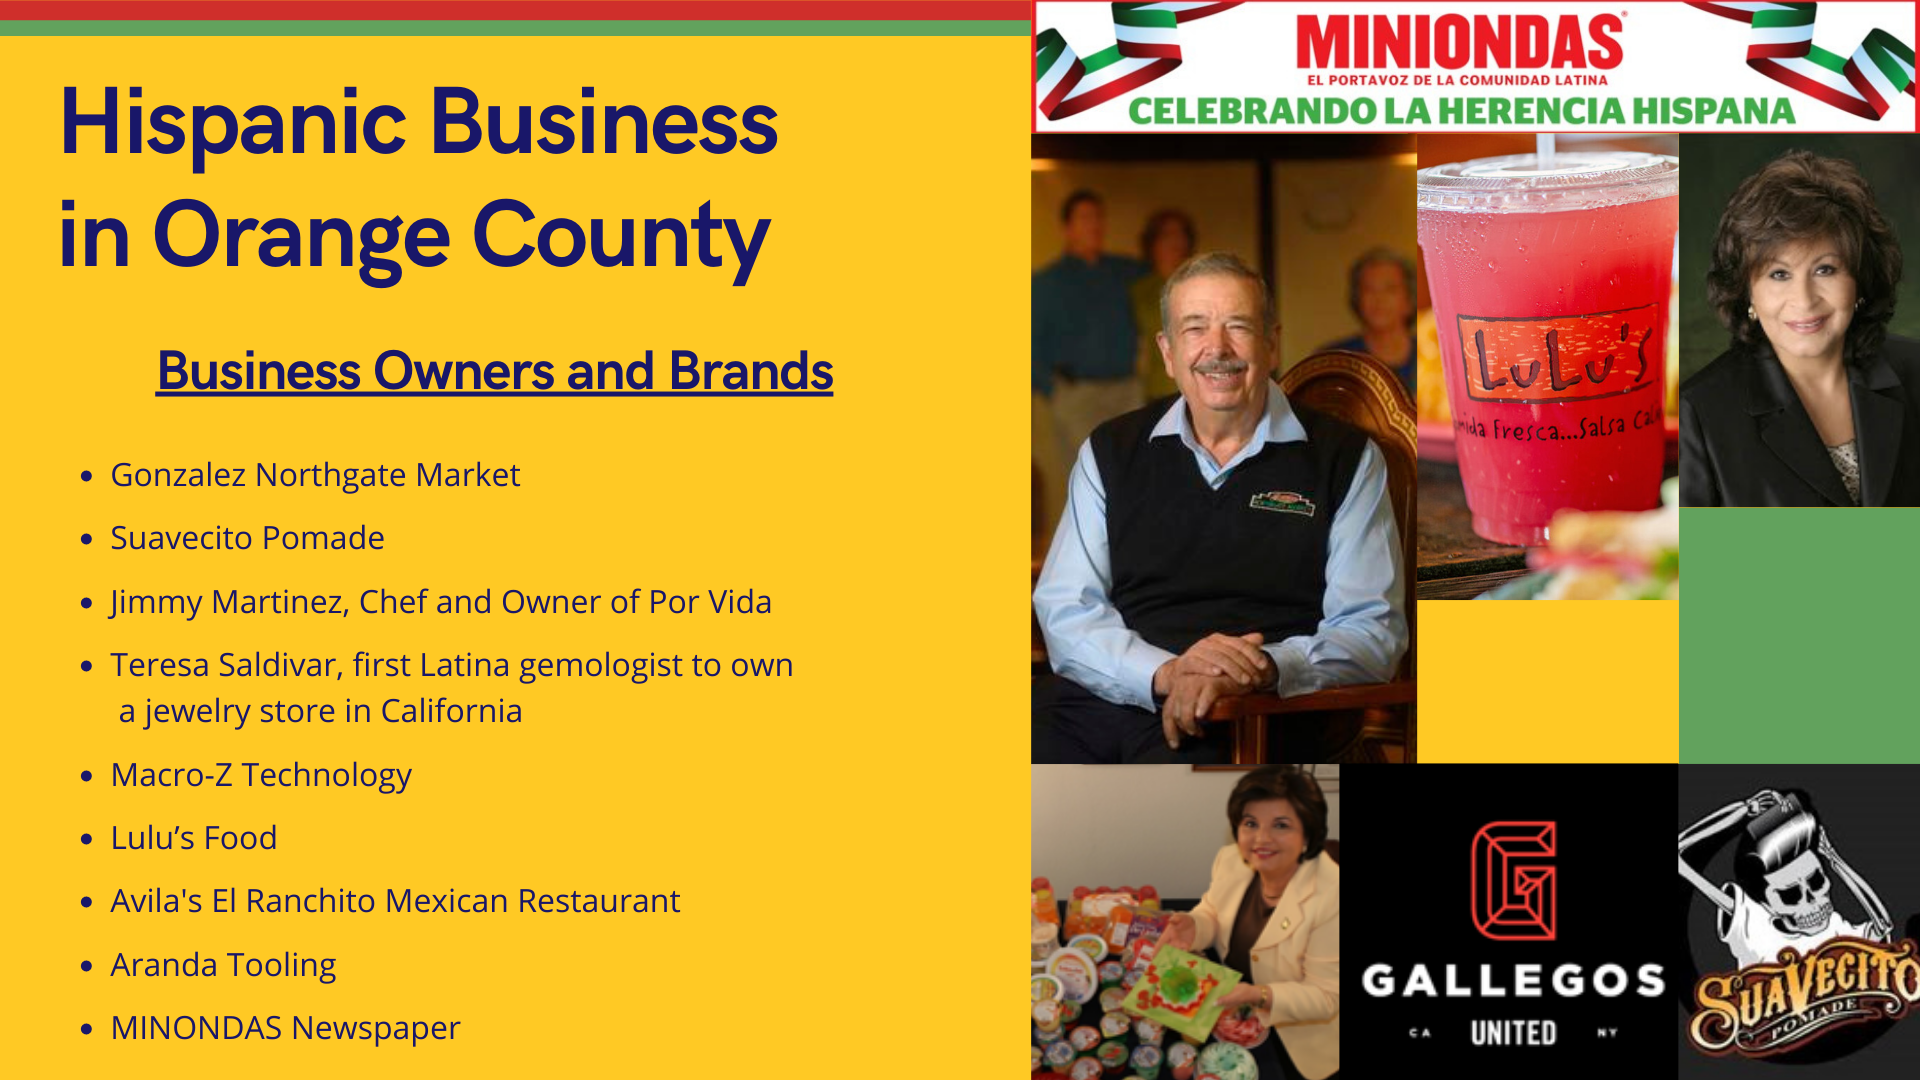 Hispanic Business
in Orange County
Business Owners and Brands
Gonzalez Northgate Market
Suavecito Pomade
Jimmy Martinez, Chef and Owner of Por Vida
Teresa Saldivar, first Latina gemologist to own
a jewelry store in California
Macro-Z Technology
Lulu’s Food
Avila's El Ranchito Mexican Restaurant
Aranda Tooling
MINONDAS Newspaper
MINIONDAS
EL PORTAVOZ DE LA COMUNIDAD LATINA
CELEBRANDO LA HERENCIA HISPANA
LuLu's
Fresca...Salsa
GALLEGOS
CA UNITED NY
SUAVECITO
POMADE